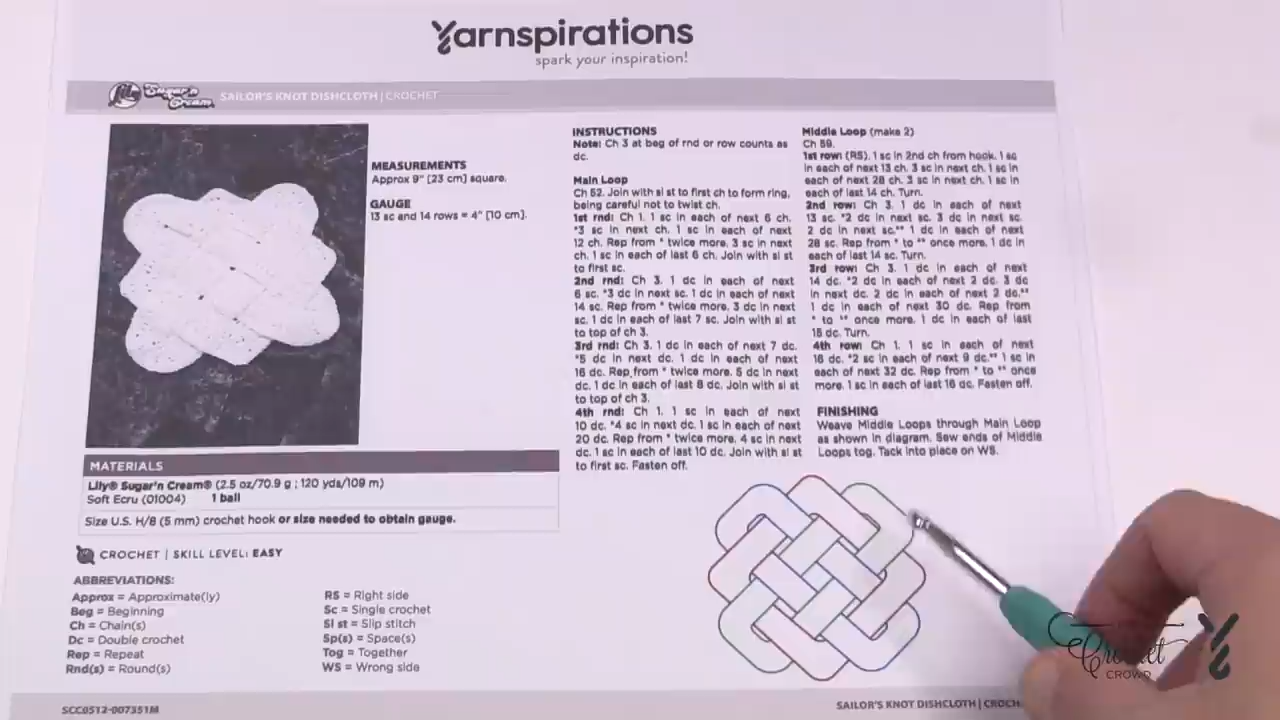 Yarnspirations
spark your inspiration!
Lily Sugar'n Cream SAILOR'S KNOT DISHCLOTH | CROCHET
MEASUREMENTS
Approx 9" [23 cm] square.
GAUGE
13 sc and 14 rows = 4" [10 cm].
MATERIALS
Lily® Sugar'n Cream® (2.5 oz/70.9 g ; 120 yds/109 m)
Soft Ecru (01004) 1 ball
Size U.S. H/8 (5 mm) crochet hook or size needed to obtain gauge.
CROCHET | SKILL LEVEL: EASY
ABBREVIATIONS:
Approx = Approximate(ly)
Beg = Beginning
Ch = Chain(s)
Dc = Double crochet
Rep = Repeat
Rnd(s) = Round(s)
RS = Right side
Sc = Single crochet
Sl st = Slip stitch
Sp(s) = Space(s)
Tog = Together
WS = Wrong side
INSTRUCTIONS
Note: Ch 3 at beg of rnd or row counts as
dc.
Main Loop
Ch 52. Join with sl st to first ch to form ring,
being careful not to twist ch.
1st rnd: Ch 1. 1 sc in each of next 6 ch.
*3 sc in next ch. 1 sc in each of next
12 ch. Rep from * twice more. 3 sc in next
ch. 1 sc in each of last 6 ch. Join with sl st
to first sc.
2nd rnd: Ch 3. 1 dc in each of next
6 sc. *3 dc in next sc. 1 dc in each of next
14 sc. Rep from * twice more. 3 dc in next
sc. 1 dc in each of last 7 sc. Join with sl st
to top of ch 3.
3rd rnd: Ch 3. 1 dc in each of next 7 dc.
*5 dc in next dc. 1 dc in each of next
16 dc. Rep from * twice more. 5 dc in next
dc. 1 dc in each of last 8 dc. Join with sl st
to top of ch 3.
4th rnd: Ch 1. 1 sc in each of next
10 dc. *4 sc in next dc. 1 sc in each of next
20 dc. Rep from * twice more. 4 sc in next
dc. 1 sc in each of last 10 dc. Join with sl st
to first sc. Fasten off.
Middle Loop (make 2)
Ch 59.
1st row: (RS). 1 sc in 2nd ch from hook. 1 sc
in each of next 13 ch. 3 sc in next ch. 1 sc in
each of next 28 ch. 3 sc in next ch. 1 sc in
each of last 14 ch. Turn.
2nd row: Ch 3. 1 dc in each of next
13 sc. *2 dc in next sc. 3 dc in next sc.
2 dc in next sc.** 1 dc in each of next
28 sc. Rep from * to ** once more. 1 dc in
each of last 14 sc. Turn.
3rd row: Ch 3. 1 dc in each of next
14 dc. *2 dc in each of next 2 dc. 3 dc
in next dc. 2 dc in each of next 2 dc.**
1 dc in each of next 30 dc. Rep from
* to ** once more. 1 dc in each of last
15 dc. Turn.
4th row: Ch 1. 1 sc in each of next
16 dc. *2 sc in each of next 9 dc.** 1 sc in
each of next 32 dc. Rep from * to ** once
more. 1 sc in each of last 16 dc. Fasten off.
FINISHING
Weave Middle Loops through Main Loop
as shown in diagram. Sew ends of Middle
Loops tog. Tack into place on WS.
SCC0512-007351M
SAILOR'S KNOT DISHCLOTH | CROCH
Crochet
CROWD